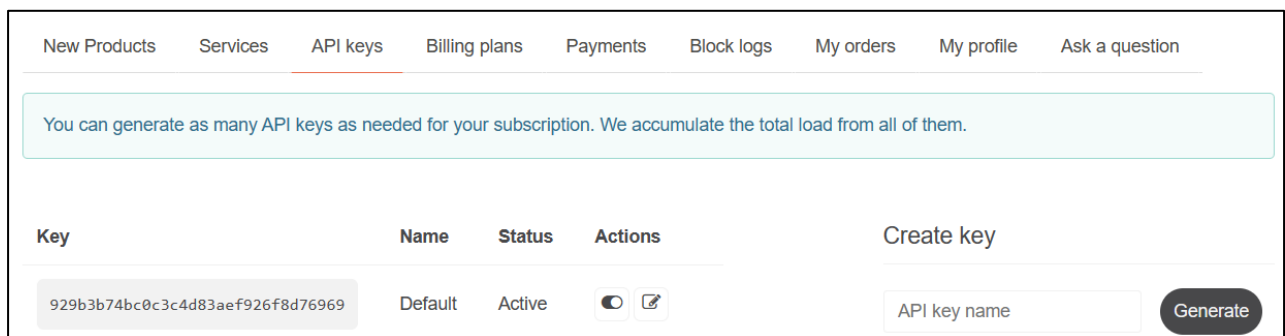 New Products Services API keys Billing plans Payments Block logs My orders My profile Ask a question
You can generate as many API keys as needed for your subscription. We accumulate the total load from all of them.
Key Name Status Actions
929b3b74bc0c3c4d83aef926f8d76969 Default Active
Create key
API key name Generate